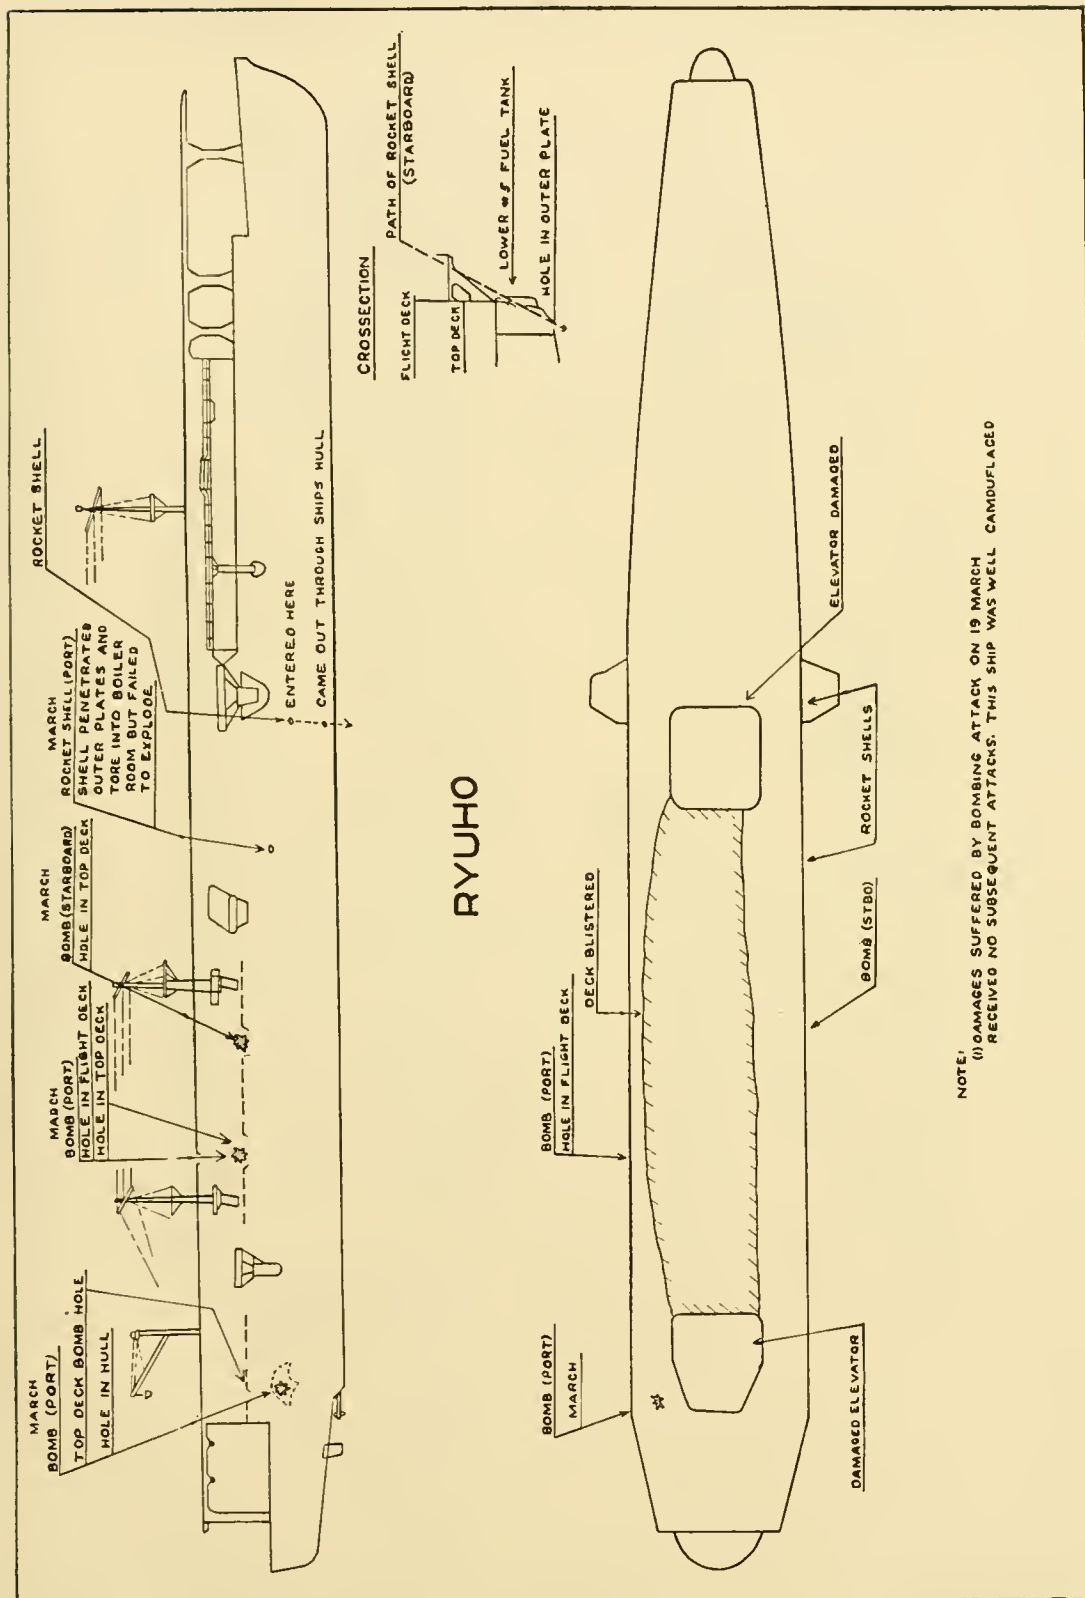 MARCH
BOMB (PORT)
TOP DECK BOMB HOLE
HOLE IN HULL
MARCH
BOMB (PORT)
HOLE IN FLIGHT DECK
HOLE IN TOP DECK
MARCH
BOMB (STARBOARD)
HOLE IN TOP DECK
MARCH
ROCKET SHELL (PORT)
SHELL PENETRATED
OUTER PLATES AND
TORE INTO BOILER
ROOM BUT FAILED
TO EXPLODE
ROCKET SHELL
ENTERED HERE
CAME OUT THROUGH SHIPS HULL
CROSSECTION
FLIGHT DECK
TOP DECK
PATH OF ROCKET SHELL
(STARBOARD)
LOWER #5 FUEL TANK
HOLE IN OUTER PLATE
RYUHO
BOMB (PORT)
MARCH
BOMB (PORT)
HOLE IN FLIGHT DECK
DECK BLISTERED
DAMAGED ELEVATOR
BOMB (STBD)
ROCKET SHELLS
ELEVATOR DAMAGED
NOTE:
(1) DAMAGES SUFFERED BY BOMBING ATTACK ON 19 MARCH
RECEIVED NO SUBSEQUENT ATTACKS. THIS SHIP WAS WELL CAMOUFLAGED